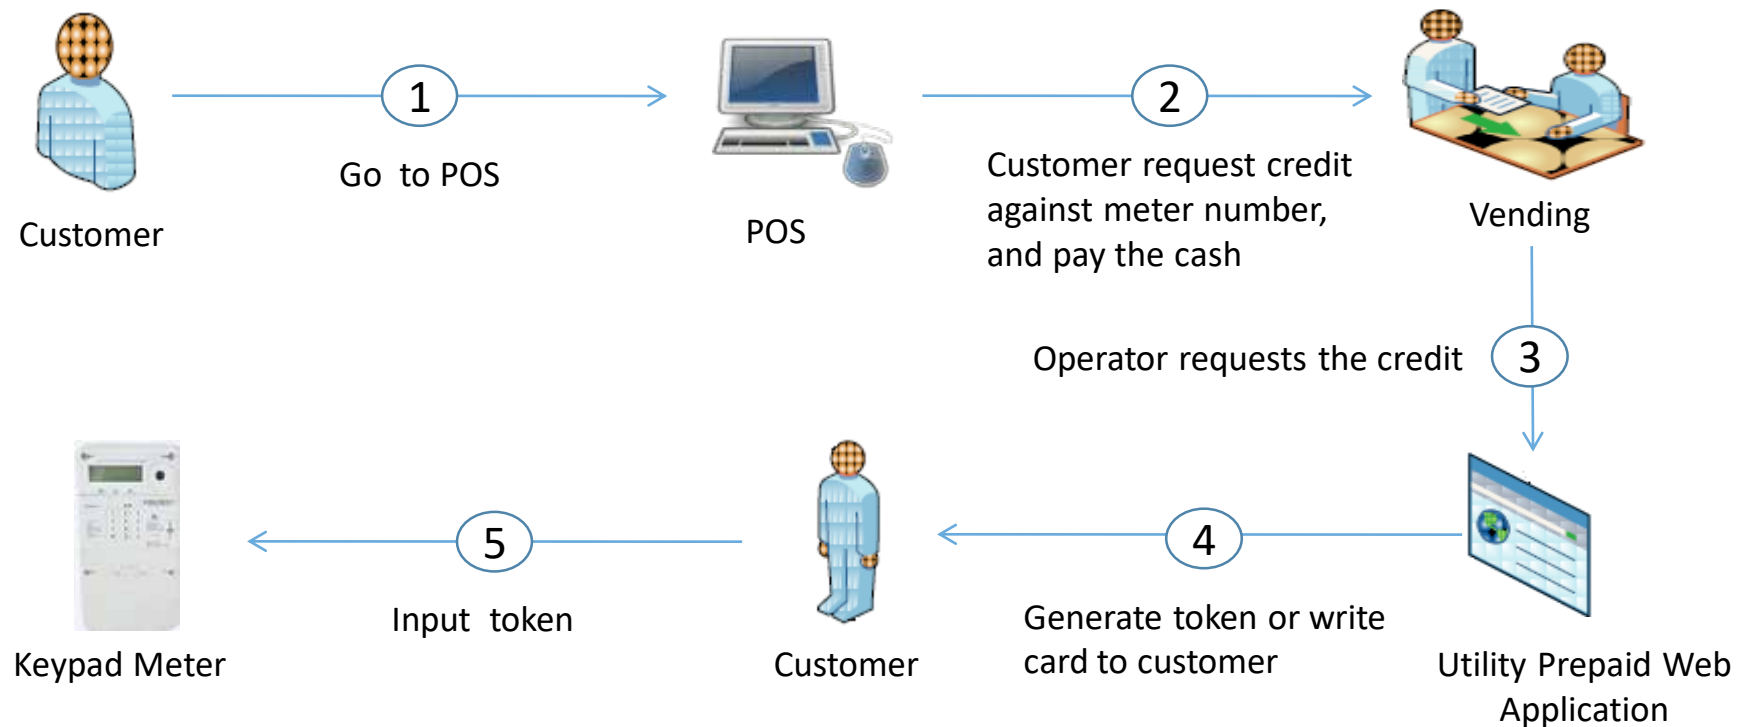 1
2
Go to POS
Customer
POS
Customer request credit
against meter number,
and pay the cash
Vending
Operator requests the credit
3
5
4
Input token
Generate token or write
card to customer
Keypad Meter
Customer
Utility Prepaid Web
Application